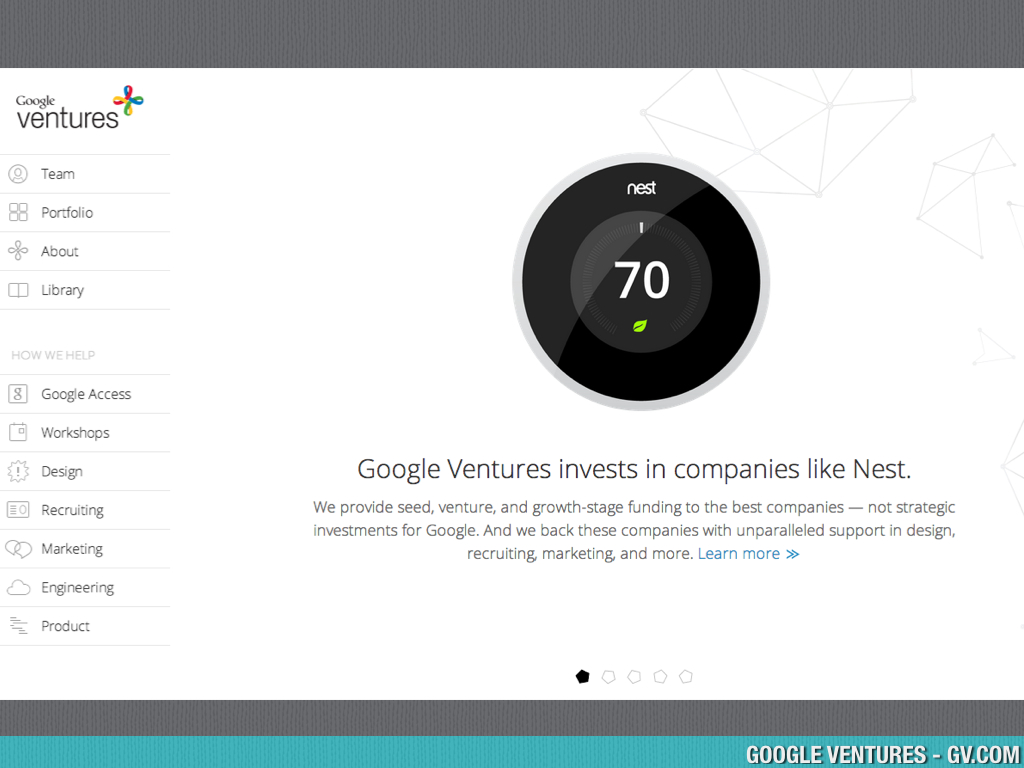 Google
ventures
Team
Portfolio
About
Library
HOW WE HELP
Google Access
Workshops
Design
Recruiting
Marketing
Engineering
Product
nest
70
Google Ventures invests in companies like Nest.
We provide seed, venture, and growth-stage funding to the best companies — not strategic
investments for Google. And we back these companies with unparalleled support in design,
recruiting, marketing, and more. Learn more ≫
GOOGLE VENTURES - GV.COM